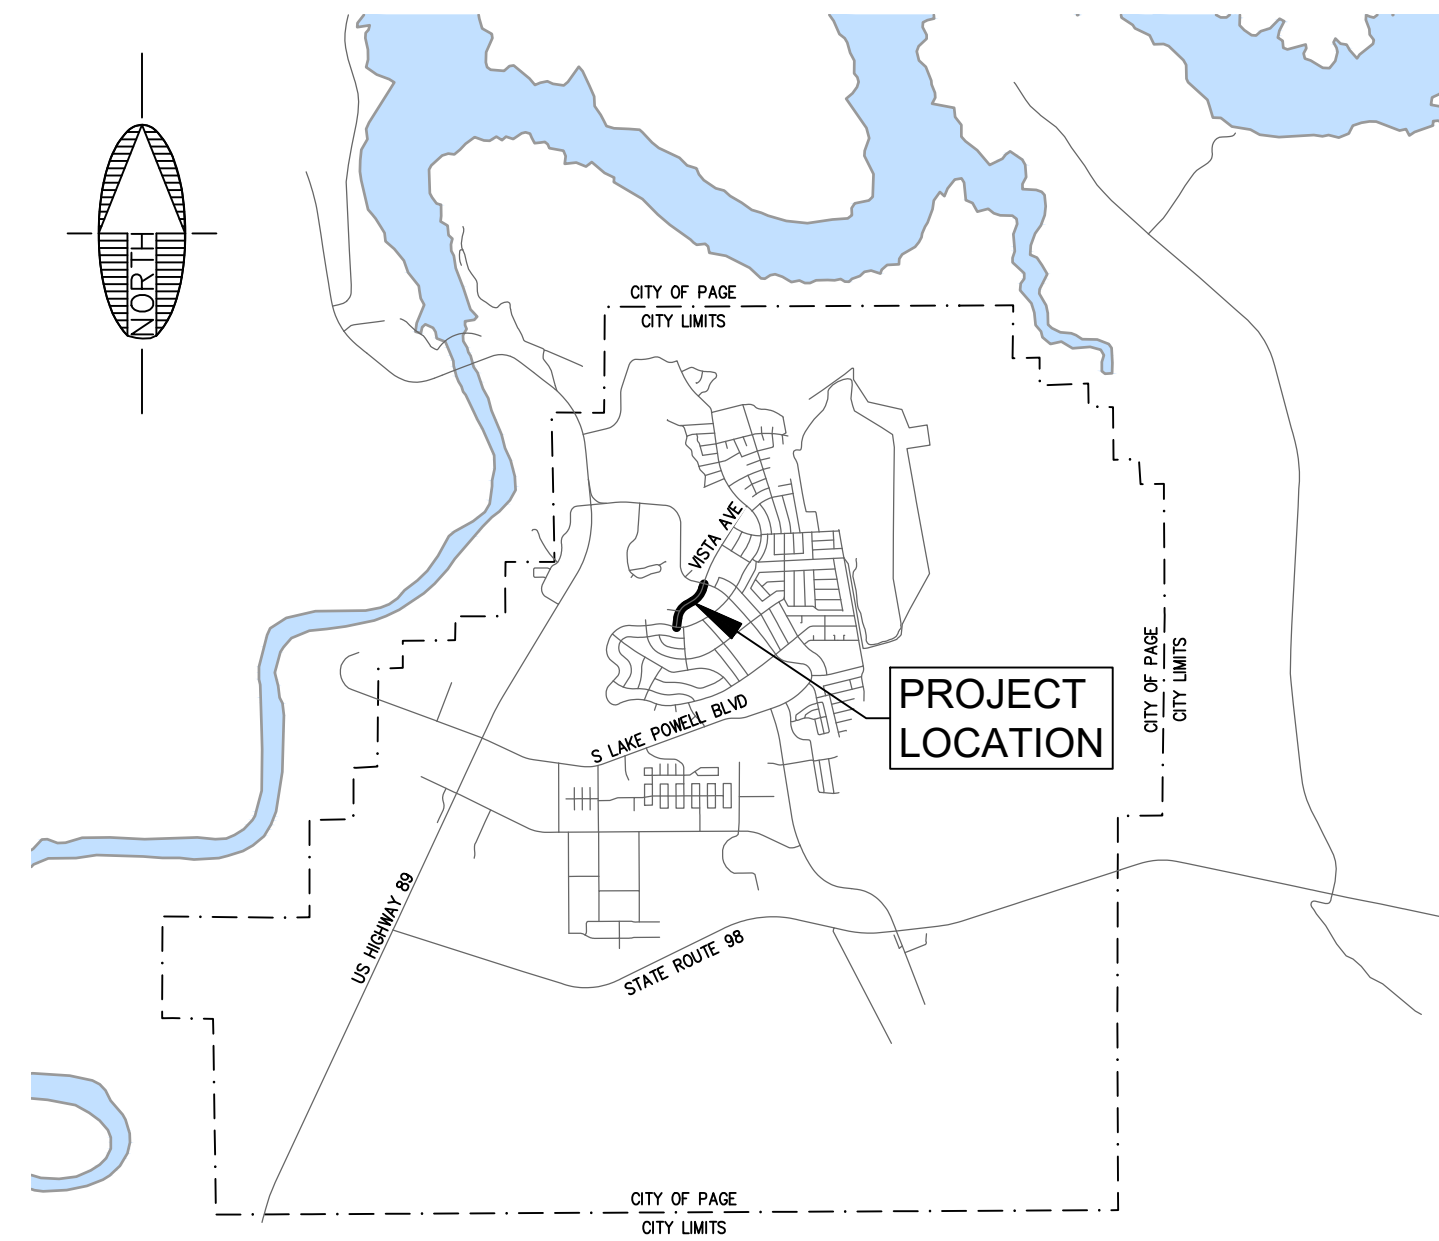 NORTH
CITY OF PAGE
CITY LIMITS
VISTA AVE
PROJECT
LOCATION
CITY OF PAGE
CITY LIMITS
S LAKE POWELL BLVD
US HIGHWAY 89
STATE ROUTE 98
CITY OF PAGE
CITY LIMITS